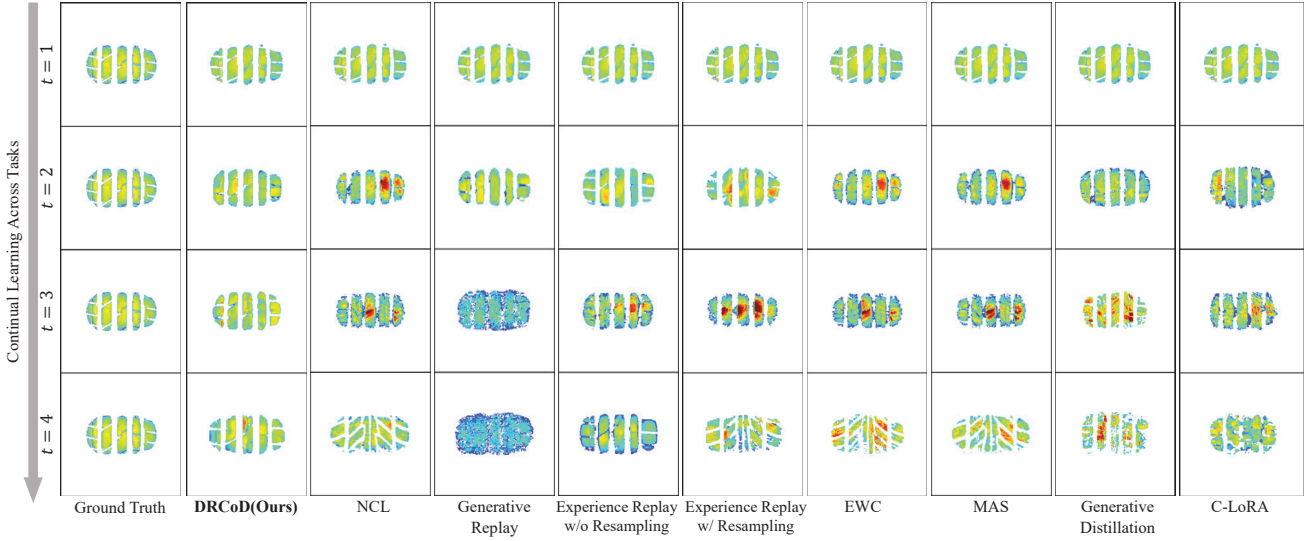 Continual Learning Across Tasks
t = 1
t = 2
t = 3
t = 4
Ground Truth
DRCoD(Ours)
NCL
Generative
Replay
Experience Replay
w/o Resampling
Experience Replay
w/ Resampling
EWC
MAS
Generative
Distillation
C-LoRA